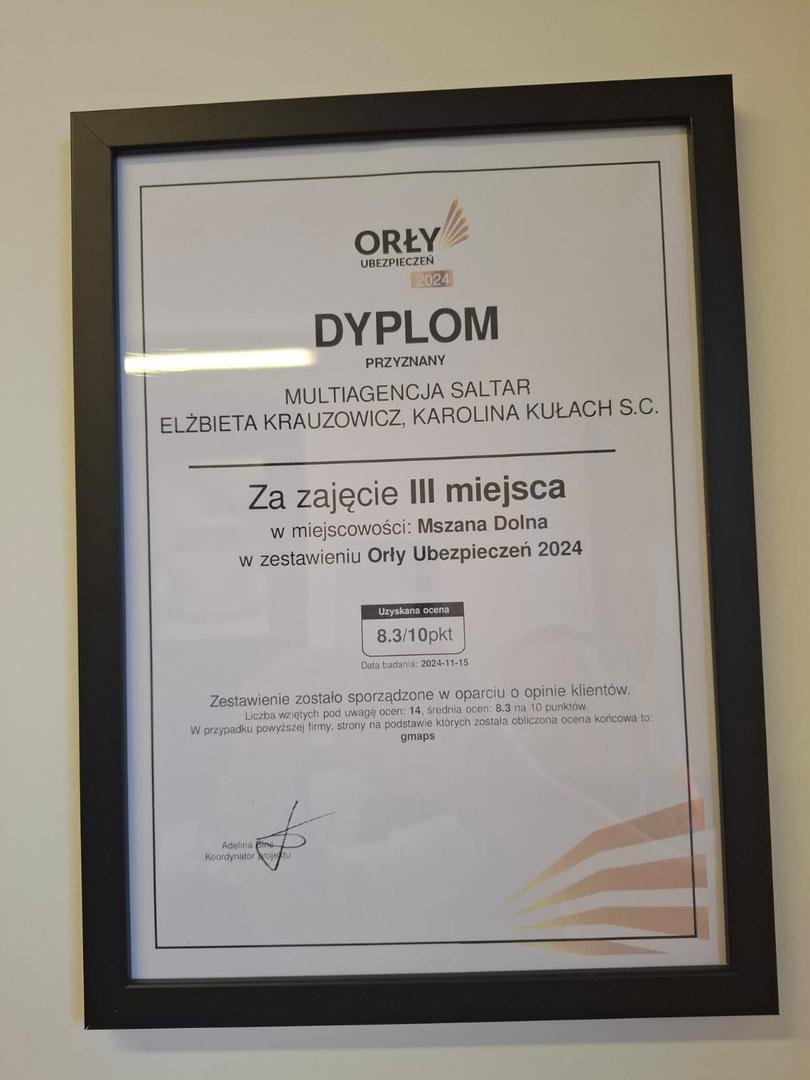 ORŁY
UBEZPIECZEŃ
2024
DYPLOM
PRZYZNANY
MULTIAGENCJA SALTAR
ELŻBIETA KRAUZOWICZ, KAROLINA KUŁACH S.C.
Za zajęcie III miejsca
w miejscowości: Mszana Dolna
w zestawieniu Orły Ubezpieczeń 2024
Uzyskana ocena
8.3/10pkt
Data badania: 2024-11-15
Zestawienie zostało sporządzone w oparciu o opinie klientów.
Liczba wziętych pod uwagę ocen: 14, średnia ocen: 8.3 na 10 punktów.
W przypadku powyższej firmy, strony na podstawie których została obliczona ocena końcowa to:
gmaps
Adelina
Koordynator projektu